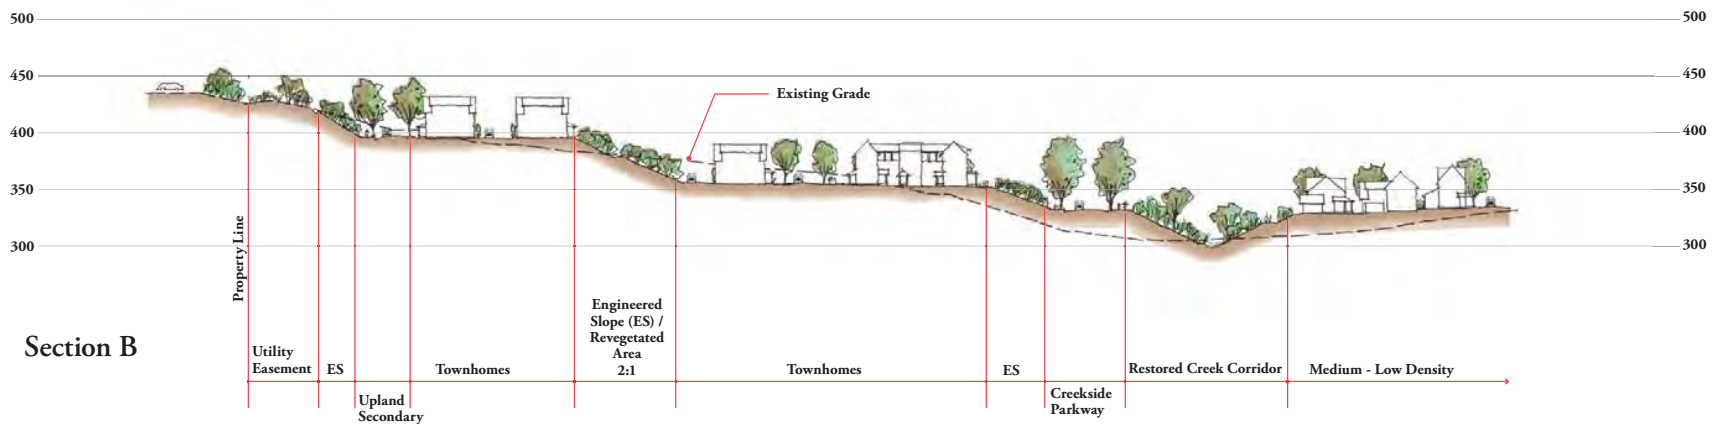 500
500
450
450
Existing Grade
400
400
350
350
300
300
Property Line
Section B
Utility
Easement
ES
Upland
Secondary
Townhomes
Engineered
Slope (ES) /
Revegetated
Area
2:1
Townhomes
ES
Creekside
Parkway
Restored Creek Corridor
Medium - Low Density